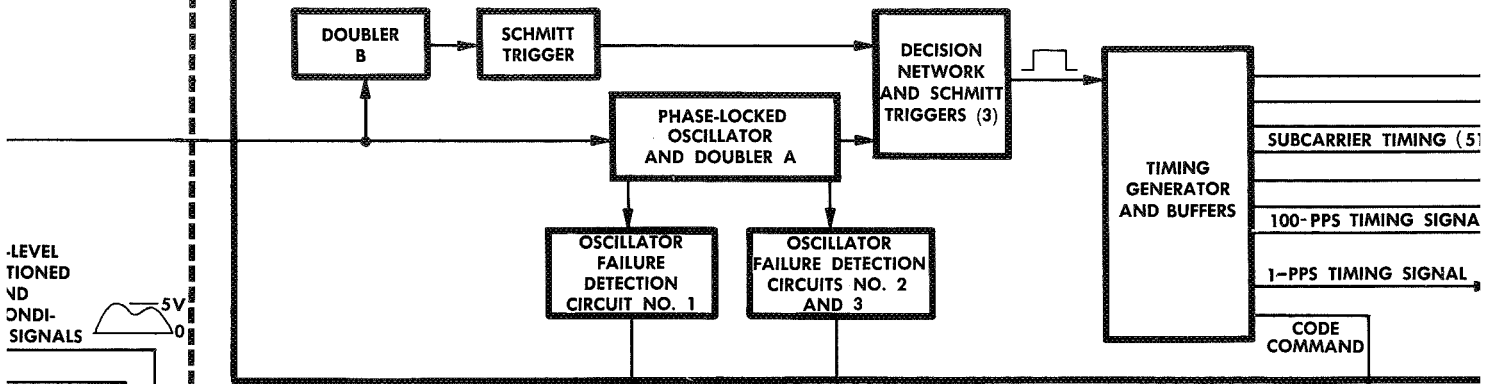 DOUBLER
B
SCHMITT
TRIGGER
DECISION
NETWORK
AND SCHMITT
TRIGGERS (3)
PHASE-LOCKED
OSCILLATOR
AND DOUBLER A
OSCILLATOR
FAILURE
DETECTION
CIRCUIT NO. 1
OSCILLATOR
FAILURE DETECTION
CIRCUITS NO. 2
AND 3
TIMING
GENERATOR
AND BUFFERS
SUBCARRIER TIMING (51
100-PPS TIMING SIGNA
1-PPS TIMING SIGNAL
CODE
COMMAND
-LEVEL
TIONED
ND
ONDI-
SIGNALS
5V
0